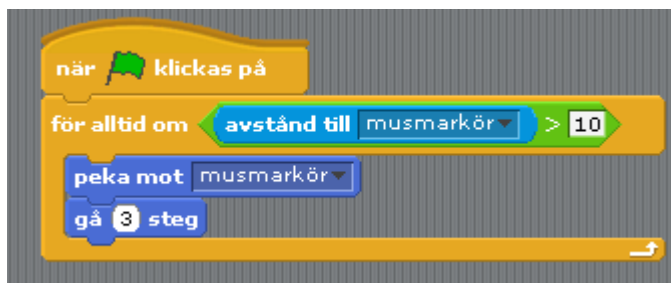 när klickas på
för alltid om avstånd till musmarkör > 10
peka mot musmarkör
gå 3 steg